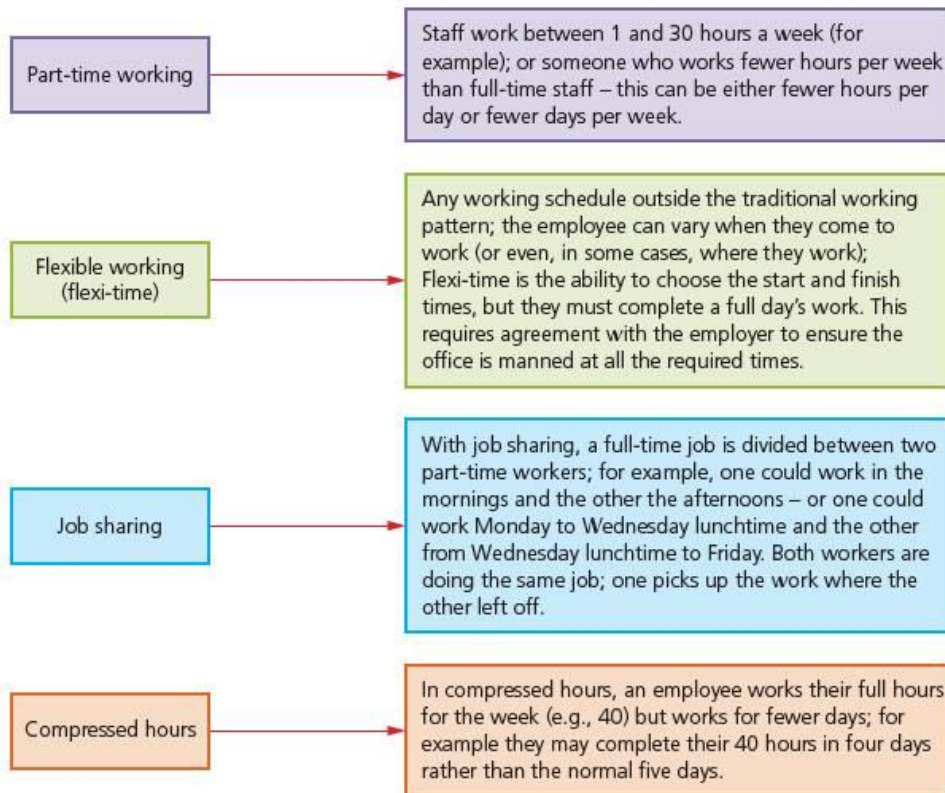 Part-time working
Staff work between 1 and 30 hours a week (for
example); or someone who works fewer hours per week
than full-time staff – this can be either fewer hours per
day or fewer days per week.
Flexible working
(flexi-time)
Any working schedule outside the traditional working
pattern; the employee can vary when they come to
work (or even, in some cases, where they work);
Flexi-time is the ability to choose the start and finish
times, but they must complete a full day's work. This
requires agreement with the employer to ensure the
office is manned at all the required times.
Job sharing
With job sharing, a full-time job is divided between two
part-time workers; for example, one could work in the
mornings and the other the afternoons – or one could
work Monday to Wednesday lunchtime and the other
from Wednesday lunchtime to Friday. Both workers are
doing the same job; one picks up the work where the
other left off.
Compressed hours
In compressed hours, an employee works their full hours
for the week (e.g., 40) but works for fewer days; for
example they may complete their 40 hours in four days
rather than the normal five days.